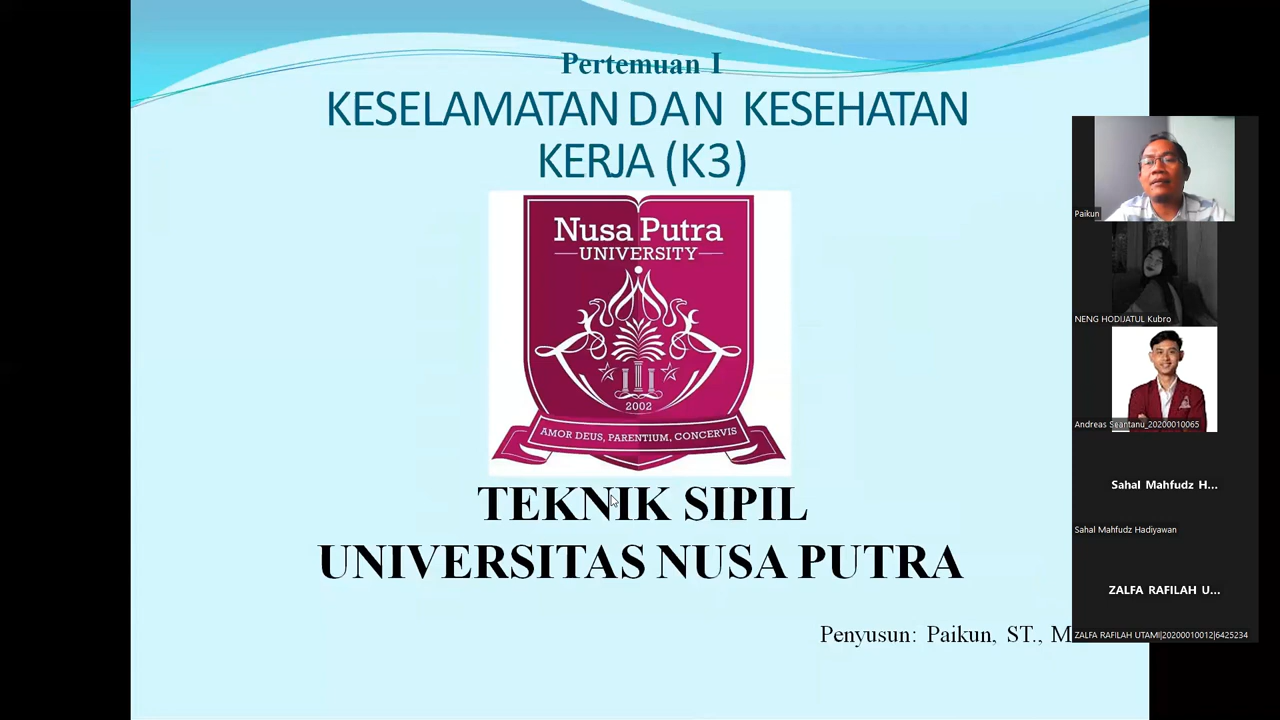 Pertemuan I
KESELAMATAN DAN KESEHATAN
KERJA (K3)
Nusa Putra
UNIVERSITY
2002
AMOR DEUS, PARENTIUM, CONCERVIS
TEKNIK SIPIL
UNIVERSITAS NUSA PUTRA
Penyusun: Paikun, ST., M
Paikun
NENG HODIJATUL Kubro
Andreas Seantanu_20200010065
Sahal Mahfudz H...
Sahal Mahfudz Hadiyawan
ZALFA RAFILAH U...
ZALFA RAFILAH UTAMI|20200010012|6425234